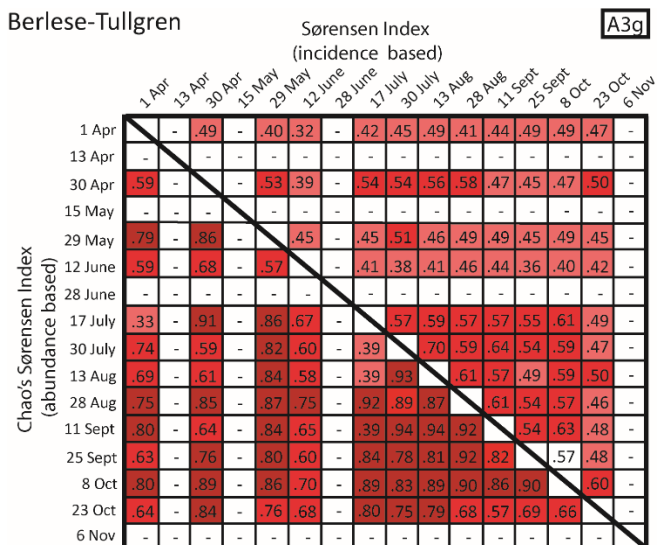 Berlese-Tullgren
Sørensen Index
(incidence based)
A3g
1 Apr 13 Apr 30 Apr 15 May 29 May 12 June 28 June 17 July 30 July 13 Aug 28 Aug 11 Sept 25 Sept 8 Oct 23 Oct 6 Nov
Chao's Sørensen Index
(abundance based)
1 Apr - .49 - .40 .32 - .42 .45 .49 .41 .44 .49 .49 .47 -
13 Apr - - - - - - - - - - - - - - -
30 Apr .59 - - .53 .39 - .54 .54 .56 .58 .47 .45 .47 .50 -
15 May - - - - - - - - - - - - - - -
29 May .79 - .86 - .45 - .45 .51 .46 .49 .49 .45 .49 .45 -
12 June .59 - .68 - .57 - .41 .38 .41 .46 .44 .36 .40 .42 -
28 June - - - - - - - - - - - - - - -
17 July .33 - .91 - .86 .67 - .57 .59 .57 .57 .55 .61 .49 -
30 July .74 - .59 - .82 .60 - .39 .70 .59 .64 .54 .59 .47 -
13 Aug .69 - .61 - .84 .58 - .39 .93 .61 .57 .49 .59 .50 -
28 Aug .75 - .85 - .87 .75 - .92 .89 .87 .61 .54 .57 .46 -
11 Sept .80 - .64 - .84 .65 - .39 .94 .94 .92 .54 .63 .48 -
25 Sept .63 - .76 - .80 .60 - .84 .78 .81 .92 .82 .57 .48 -
8 Oct .80 - .89 - .86 .70 - .89 .83 .89 .90 .86 .90 .60 -
23 Oct .64 - .84 - .76 .68 - .80 .75 .79 .68 .57 .69 .66 -
6 Nov - - - - - - - - - - - - - - -